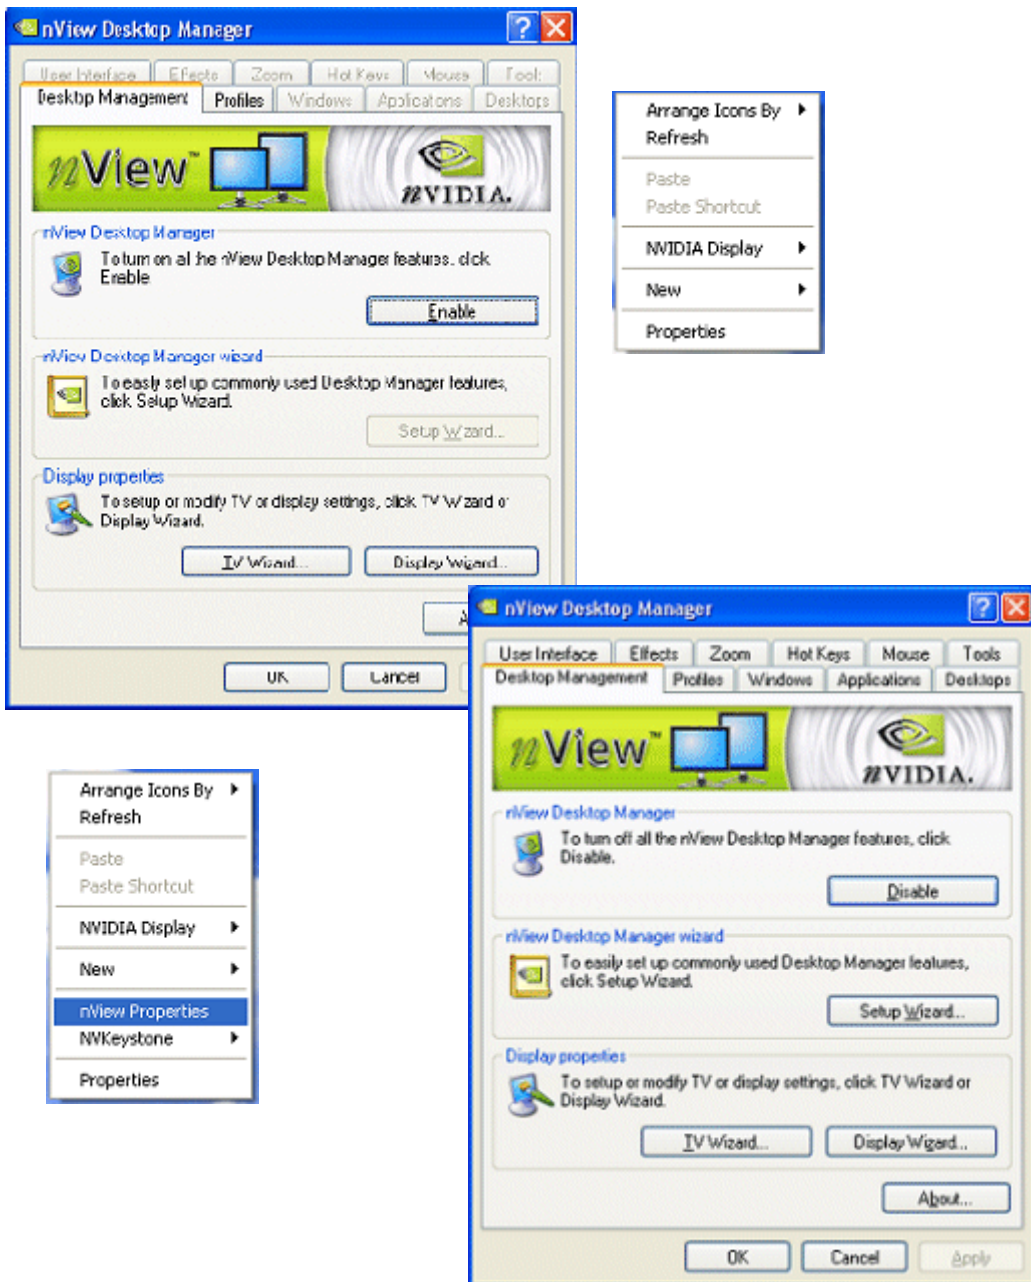 nView Desktop Manager
User Interface Effects Zoom Hot Keys Mouse Tools
Desktop Management Profiles Windows Applications Desktops
nView™ nVIDIA.
nView Desktop Manager
To turn on all the nView Desktop Manager features, click
Enable.
Enable
nView Desktop Manager wizard
To easily set up commonly used Desktop Manager features,
click Setup Wizard.
Setup Wizard...
Display properties
To setup or modify TV or display settings, click TV Wizard or
Display Wizard.
TV Wizard... Display Wizard...
A
OK Cancel
Arrange Icons By
Refresh
Paste
Paste Shortcut
NVIDIA Display
New
Properties
Arrange Icons By
Refresh
Paste
Paste Shortcut
NVIDIA Display
New
nView Properties
NVKeystone
Properties
nView Desktop Manager
User Interface Effects Zoom Hot Keys Mouse Tools
Desktop Management Profiles Windows Applications Desktops
nView™ nVIDIA.
nView Desktop Manager
To turn off all the nView Desktop Manager features, click
Disable.
Disable
nView Desktop Manager wizard
To easily set up commonly used Desktop Manager features,
click Setup Wizard.
Setup Wizard...
Display properties
To setup or modify TV or display settings, click TV Wizard or
Display Wizard.
TV Wizard... Display Wizard...
About...
OK Cancel Apply